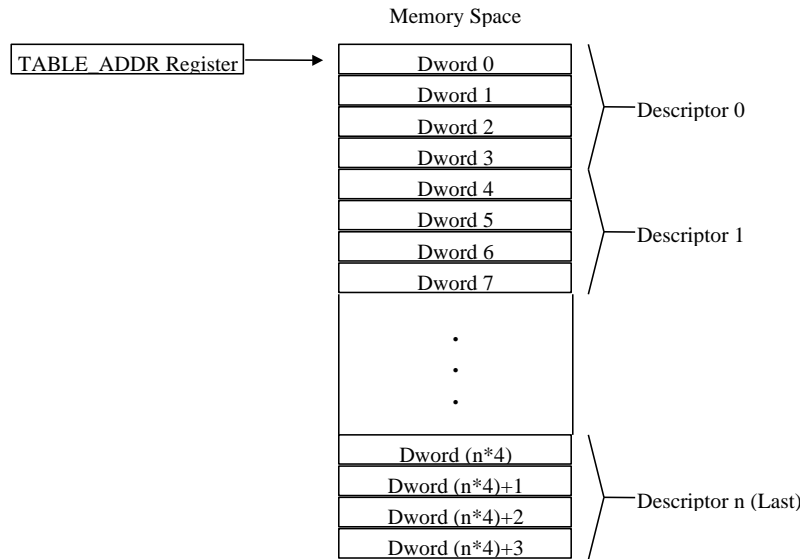 Memory Space
TABLE_ADDR Register
Dword 0
Dword 1
Dword 2
Dword 3
Descriptor 0
Dword 4
Dword 5
Dword 6
Dword 7
Descriptor 1
Dword (n*4)
Dword (n*4)+1
Dword (n*4)+2
Dword (n*4)+3
Descriptor n (Last)